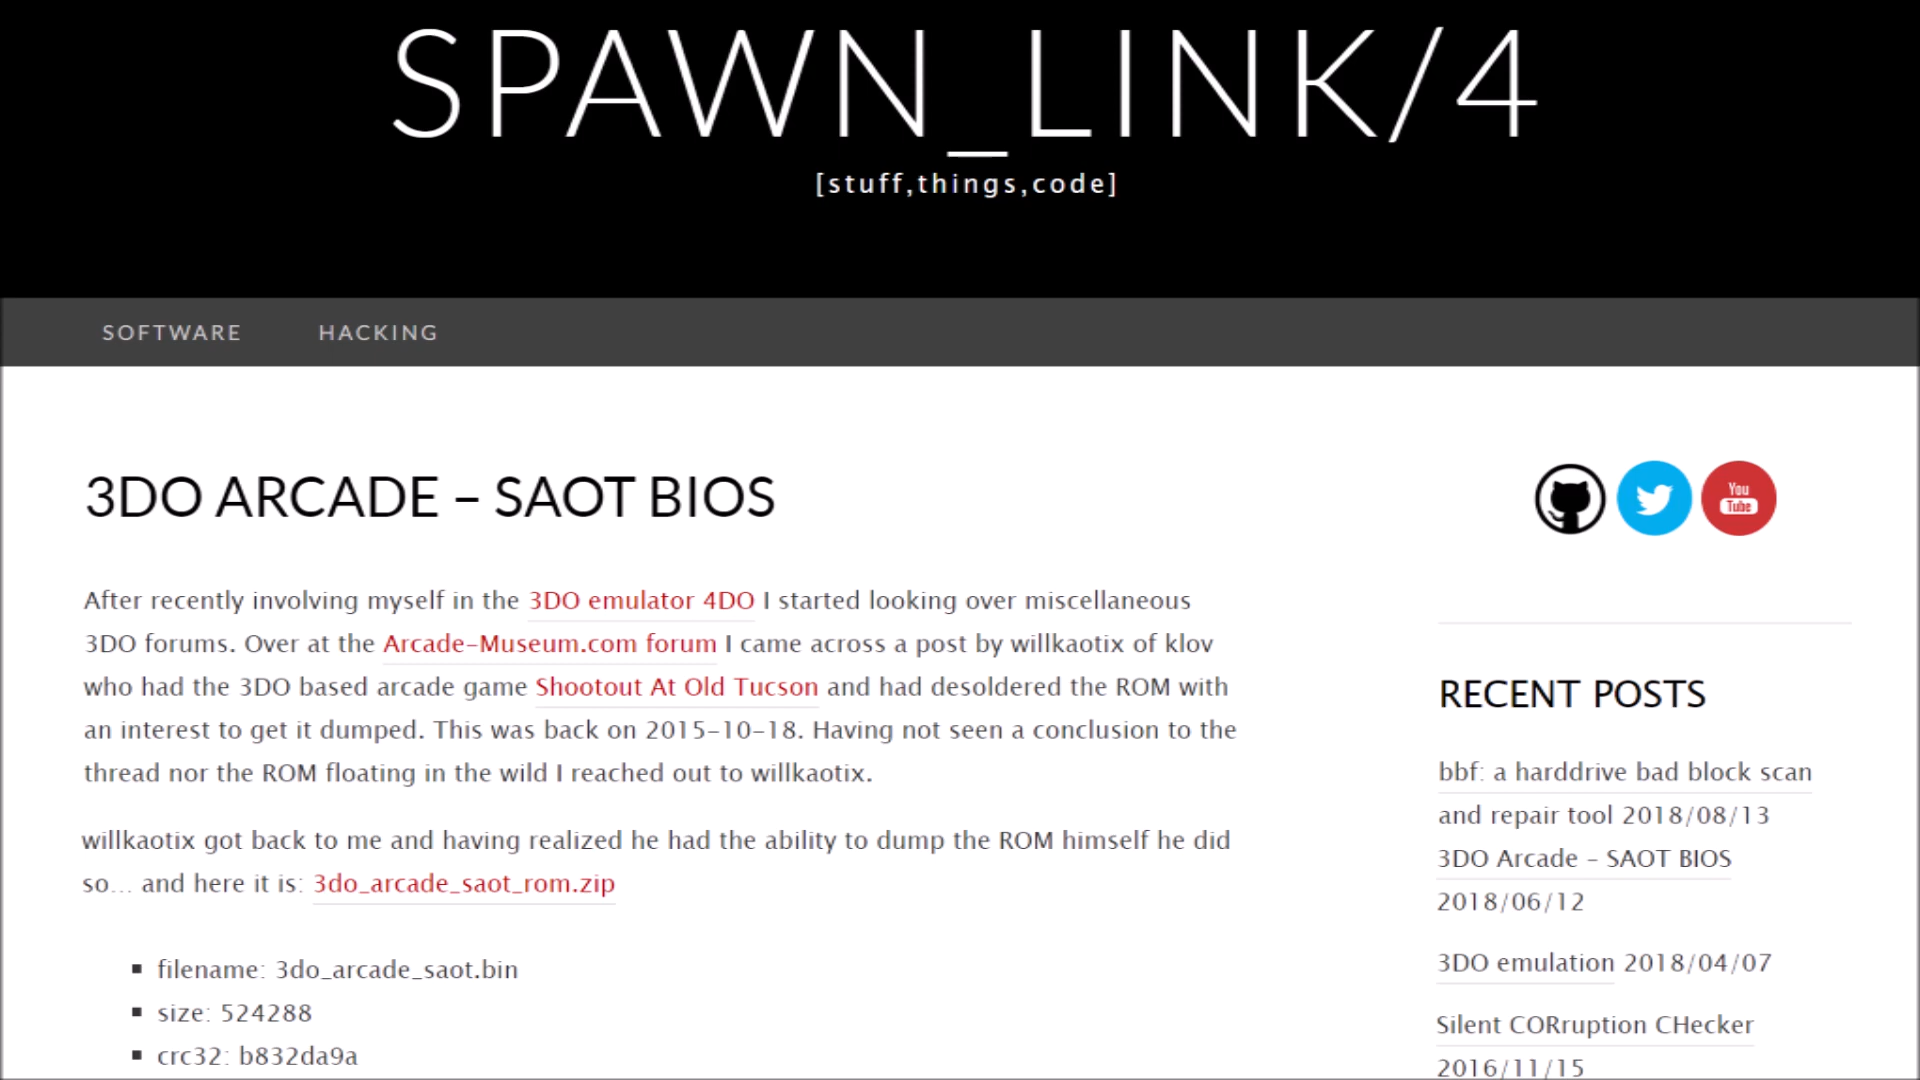 SPAWN_LINK/4
[stuff,things,code]
SOFTWARE HACKING
3DO ARCADE – SAOT BIOS
After recently involving myself in the 3DO emulator 4DO I started looking over miscellaneous
3DO forums. Over at the Arcade-Museum.com forum I came across a post by willkaotix of klov
who had the 3DO based arcade game Shootout At Old Tucson and had desoldered the ROM with
an interest to get it dumped. This was back on 2015-10-18. Having not seen a conclusion to the
thread nor the ROM floating in the wild I reached out to willkaotix.
willkaotix got back to me and having realized he had the ability to dump the ROM himself he did
so... and here it is: 3do_arcade_saot_rom.zip
▪ filename: 3do_arcade_saot.bin
▪ size: 524288
▪ crc32: b832da9a
You
Tube
RECENT POSTS
bbf: a harddrive bad block scan
and repair tool 2018/08/13
3DO Arcade – SAOT BIOS
2018/06/12
3DO emulation 2018/04/07
Silent CORruption CHecker
2016/11/15